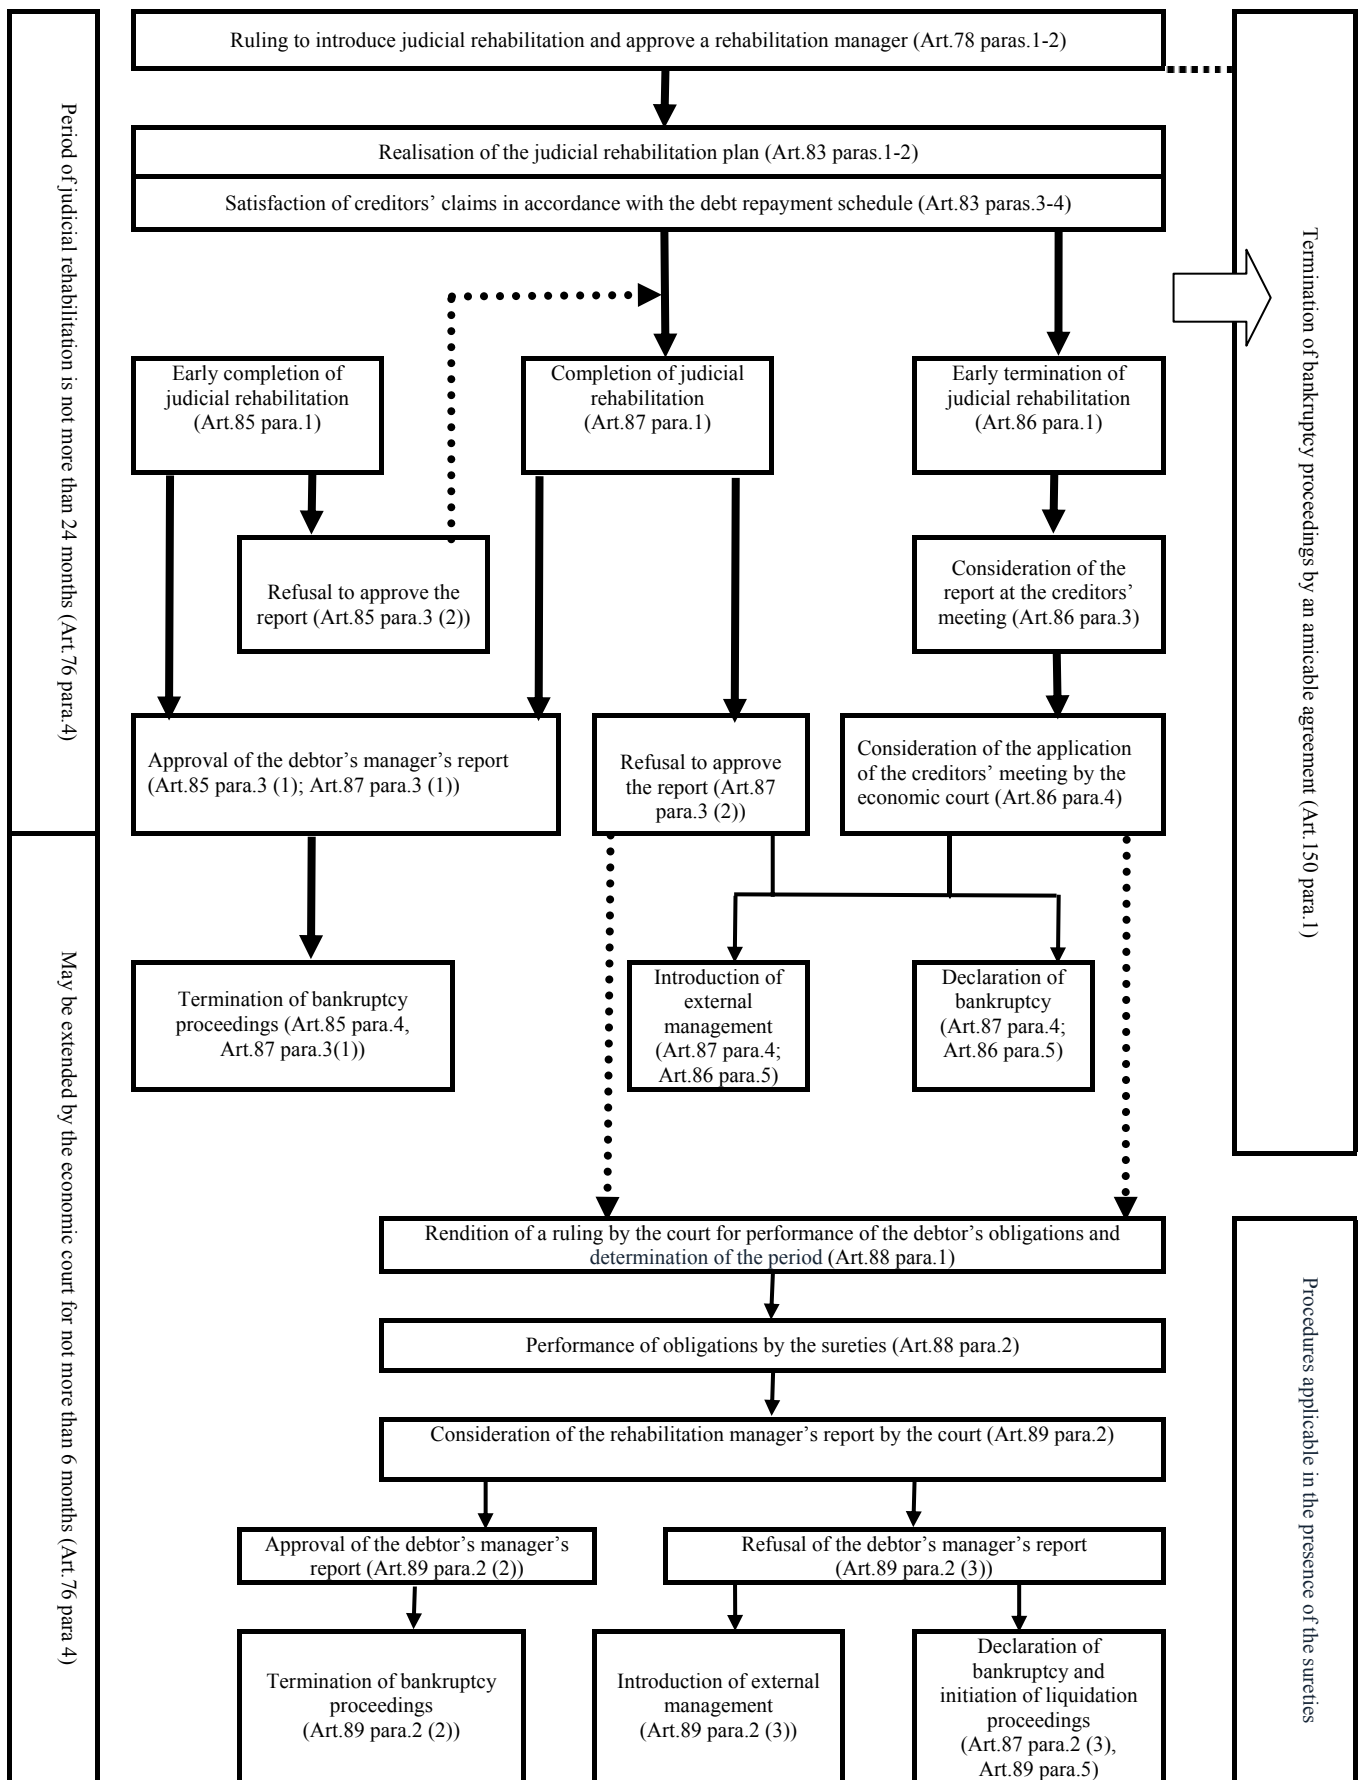 Ruling to introduce judicial rehabilitation and approve a rehabilitation manager (Art.78 paras.1-2)
Period of judicial rehabilitation is not more than 24 months (Art.76 para.4)
Realisation of the judicial rehabilitation plan (Art.83 paras.1-2)
Satisfaction of creditors’ claims in accordance with the debt repayment schedule (Art.83 paras.3-4)
Termination of bankruptcy proceedings by an amicable agreement (Art.150 para.1)
Early completion of
judicial rehabilitation
(Art.85 para.1)
Completion of judicial
rehabilitation
(Art.87 para.1)
Early termination of
judicial rehabilitation
(Art.86 para.1)
Refusal to approve the
report (Art.85 para.3 (2))
Consideration of the
report at the creditors’
meeting (Art.86 para.3)
Approval of the debtor’s manager’s report
(Art.85 para.3 (1); Art.87 para.3 (1))
Refusal to approve
the report (Art.87
para.3 (2))
Consideration of the application
of the creditors’ meeting by the
economic court (Art.86 para.4)
May be extended by the economic court for not more than 6 months (Art.76 para 4)
Termination of bankruptcy
proceedings (Art.85 para.4,
Art.87 para.3(1))
Introduction of
external
management
(Art.87 para.4;
Art.86 para.5)
Declaration of
bankruptcy
(Art.87 para.4;
Art.86 para.5)
Rendition of a ruling by the court for performance of the debtor’s obligations and
determination of the period (Art.88 para.1)
Procedures applicable in the presence of the sureties
Performance of obligations by the sureties (Art.88 para.2)
Consideration of the rehabilitation manager’s report by the court (Art.89 para.2)
Approval of the debtor’s manager’s
report (Art.89 para.2 (2))
Refusal of the debtor’s manager’s report
(Art.89 para.2 (3))
Termination of bankruptcy
proceedings
(Art.89 para.2 (2))
Introduction of external
management
(Art.89 para.2 (3))
Declaration of
bankruptcy and
initiation of liquidation
proceedings
(Art.87 para.2 (3),
Art.89 para.5)